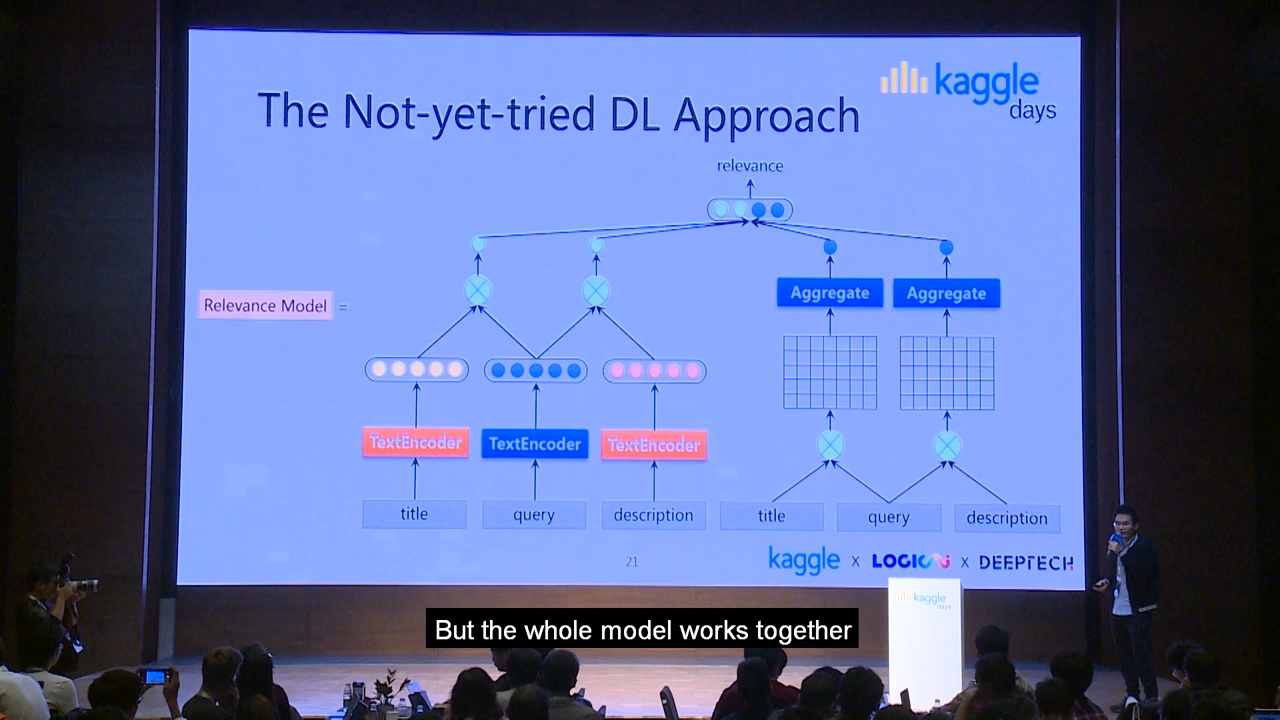 The Not-yet-tried DL Approach
kaggle
days
relevance
Relevance Model =
Aggregate Aggregate
TextEncoder TextEncoder TextEncoder
title query description title query description
21
kaggle X LOGIC X DEEPTECH
kaggle
days
But the whole model works together